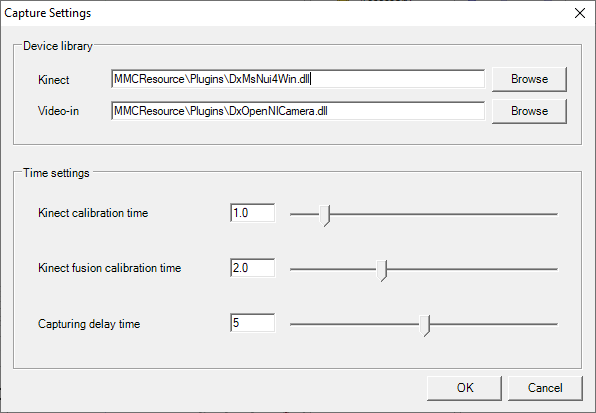 Capture Settings
Device library
Kinect MMCResource\Plugins\DxMsNui4Win.dll Browse
Video-in MMCResource\Plugins\DxOpenNICamera.dll Browse
Time settings
Kinect calibration time 1.0
Kinect fusion calibration time 2.0
Capturing delay time 5
OK Cancel